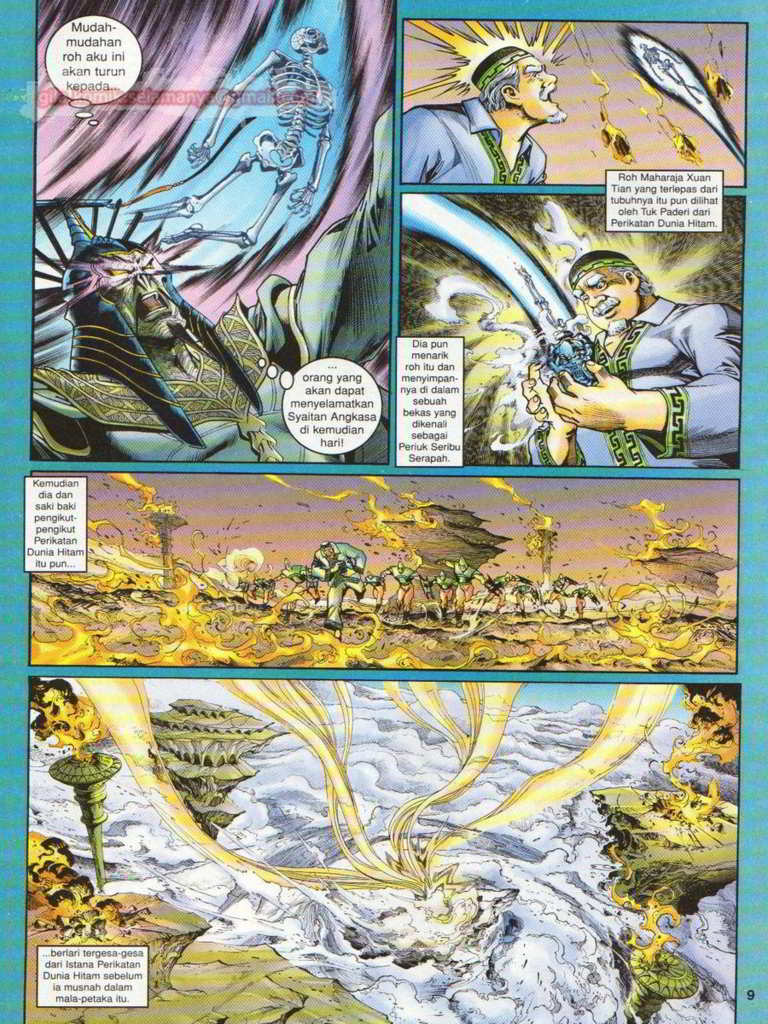 Mudah-
mudahan
roh aku ini
akan turun
kepada...
...
orang yang
akan dapat
menyelamatkan
Syaitan Angkasa
di kemudian
hari!
Roh Maharaja Xuan
Tian yang terlepas dari
tubuhnya itu pun dilihat
oleh Tuk Paderi dari
Perikatan Dunia Hitam.
Dia pun
menarik
roh itu dan
menyimpan-
nya di dalam
sebuah
bekas yang
dikenali
sebagai
Periuk Seribu
Serapah.
Kemudian
dia dan
saki baki
pengikut-
pengikut
Perikatan
Dunia Hitam
itu pun...
...berlari tergesa-gesa
dari Istana Perikatan
Dunia Hitam sebelum
ia musnah dalam
mala-petaka itu.
9